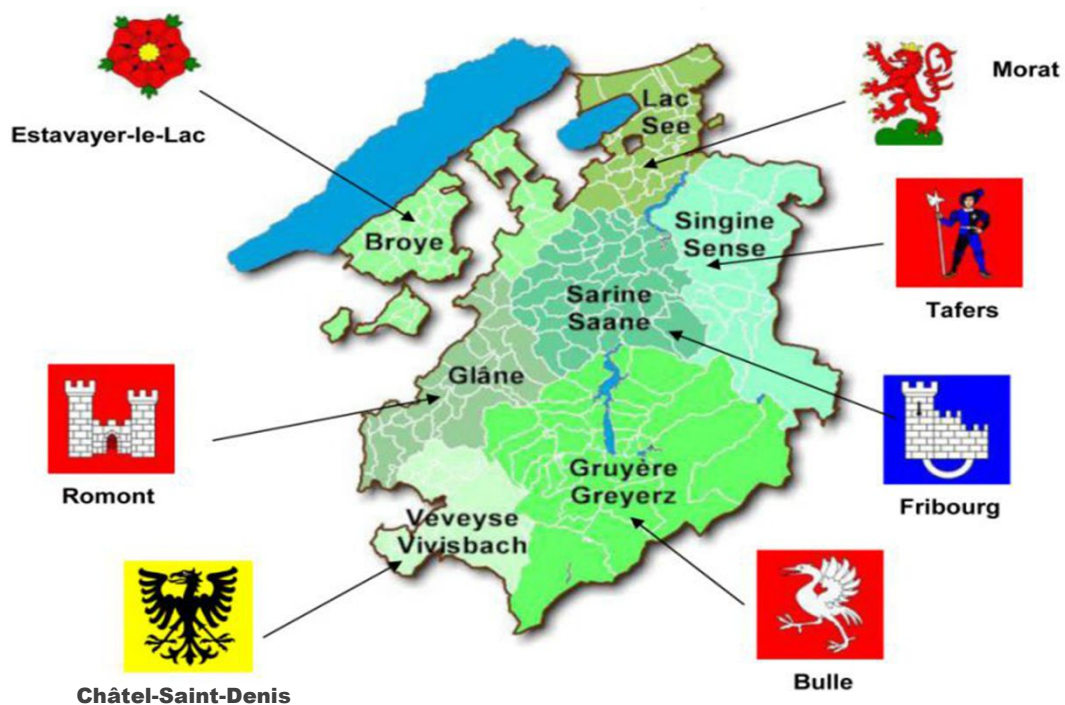 Estavayer-le-Lac
Morat
Lac
See
Broye
Singine
Sense
Tafers
Sarine
Saane
Glâne
Romont
Gruyère
Greyerz
Fribourg
Veveyse
Vivisbach
Châtel-Saint-Denis
Bulle